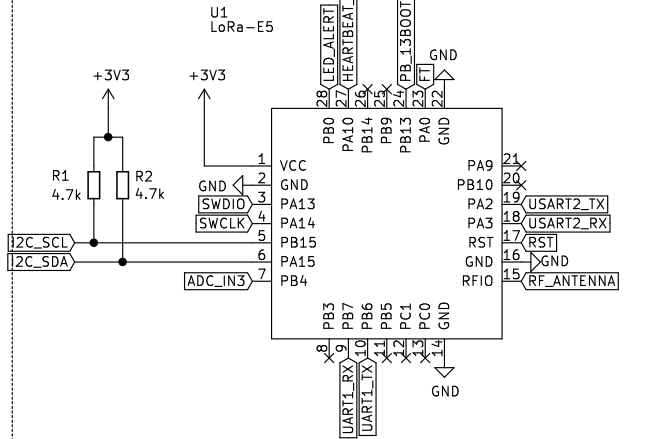 U1
LoRa-E5
LED_ALERT
HEARTBEAT_
PB_13BOOT
FT
GND
28
27
26
25
24
23
22
PB0
PA10
PB14
PB9
PB13
PA0
GND
+3V3
+3V3
R1
4.7k
R2
4.7k
1 VCC
GND 2 GND
SWDIO 3 PA13
SWCLK 4 PA14
I2C_SCL 5 PB15
I2C_SDA 6 PA15
ADC_IN3 7 PB4
PA9 21
PB10 20
PA2 19 USART2_TX
PA3 18 USART2_RX
RST 17 RST
GND 16 GND
RFIO 15 RF_ANTENNA
PB3
PB7
PB6
PB5
PC1
PC0
GND
8
9
10
11
12
13
14
UART1_RX
UART1_TX
GND